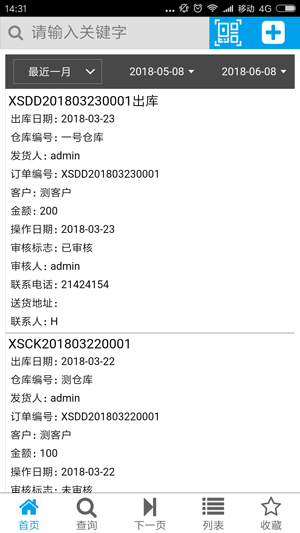 14:31
... 移动 4G
请输入关键字
最近一月 2018-05-08 2018-06-08
XSDD201803230001出库
出库日期: 2018-03-23
仓库编号: 一号仓库
发货人: admin
订单编号: XSDD201803230001
客户: 测客户
金额: 200
操作日期: 2018-03-23
审核标志: 已审核
审核人: admin
联系电话: 21424154
送货地址:
联系人: H
XSCK201803220001
出库日期: 2018-03-22
仓库编号: 测仓库
发货人: admin
订单编号: XSDD201803220001
客户: 测客户
金额: 100
操作日期: 2018-03-22
审核标志: 未审核
首页 查询 下一页 列表 收藏